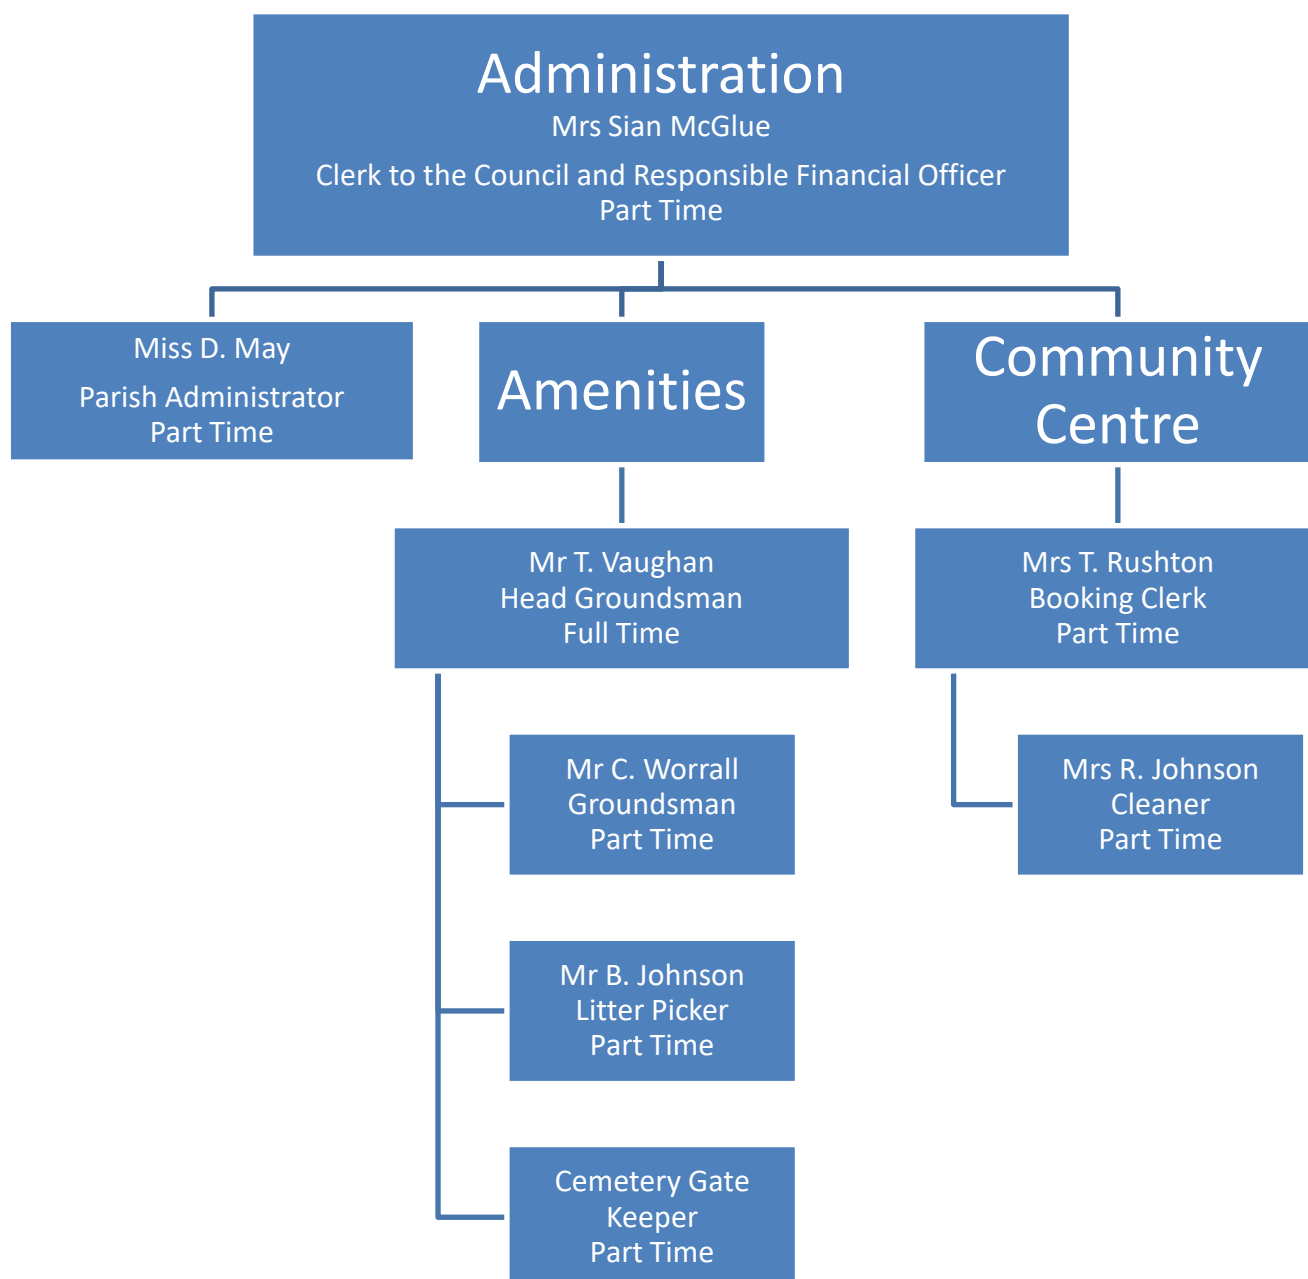 Administration
Mrs Sian McGlue
Clerk to the Council and Responsible Financial Officer
Part Time
Miss D. May
Parish Administrator
Part Time
Amenities
Community
Centre
Mr T. Vaughan
Head Groundsman
Full Time
Mrs T. Rushton
Booking Clerk
Part Time
Mr C. Worrall
Groundsman
Part Time
Mrs R. Johnson
Cleaner
Part Time
Mr B. Johnson
Litter Picker
Part Time
Cemetery Gate
Keeper
Part Time